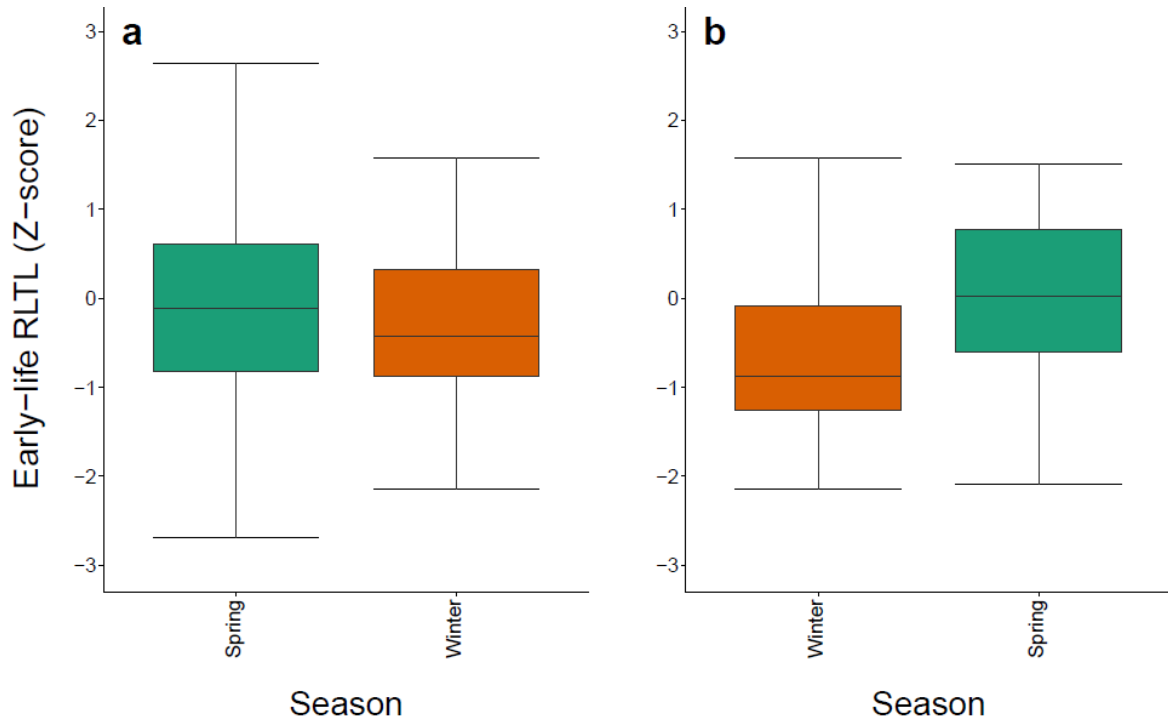 Early−life RLTL (Z−score)
a
3
2
1
0
−1
−2
−3
Spring
Winter
Season
b
3
2
1
0
−1
−2
−3
Winter
Spring
Season